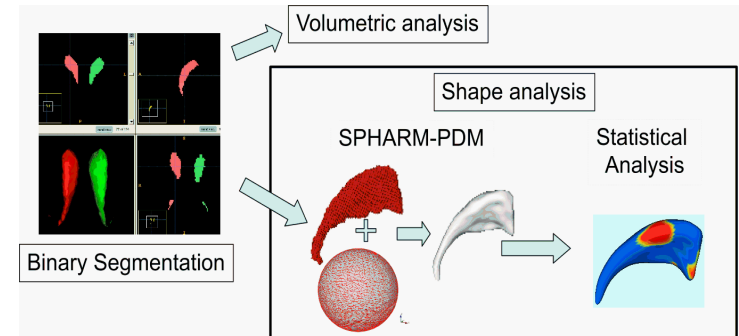 Volumetric analysis
Shape analysis
SPHARM-PDM
Statistical
Analysis
Binary Segmentation